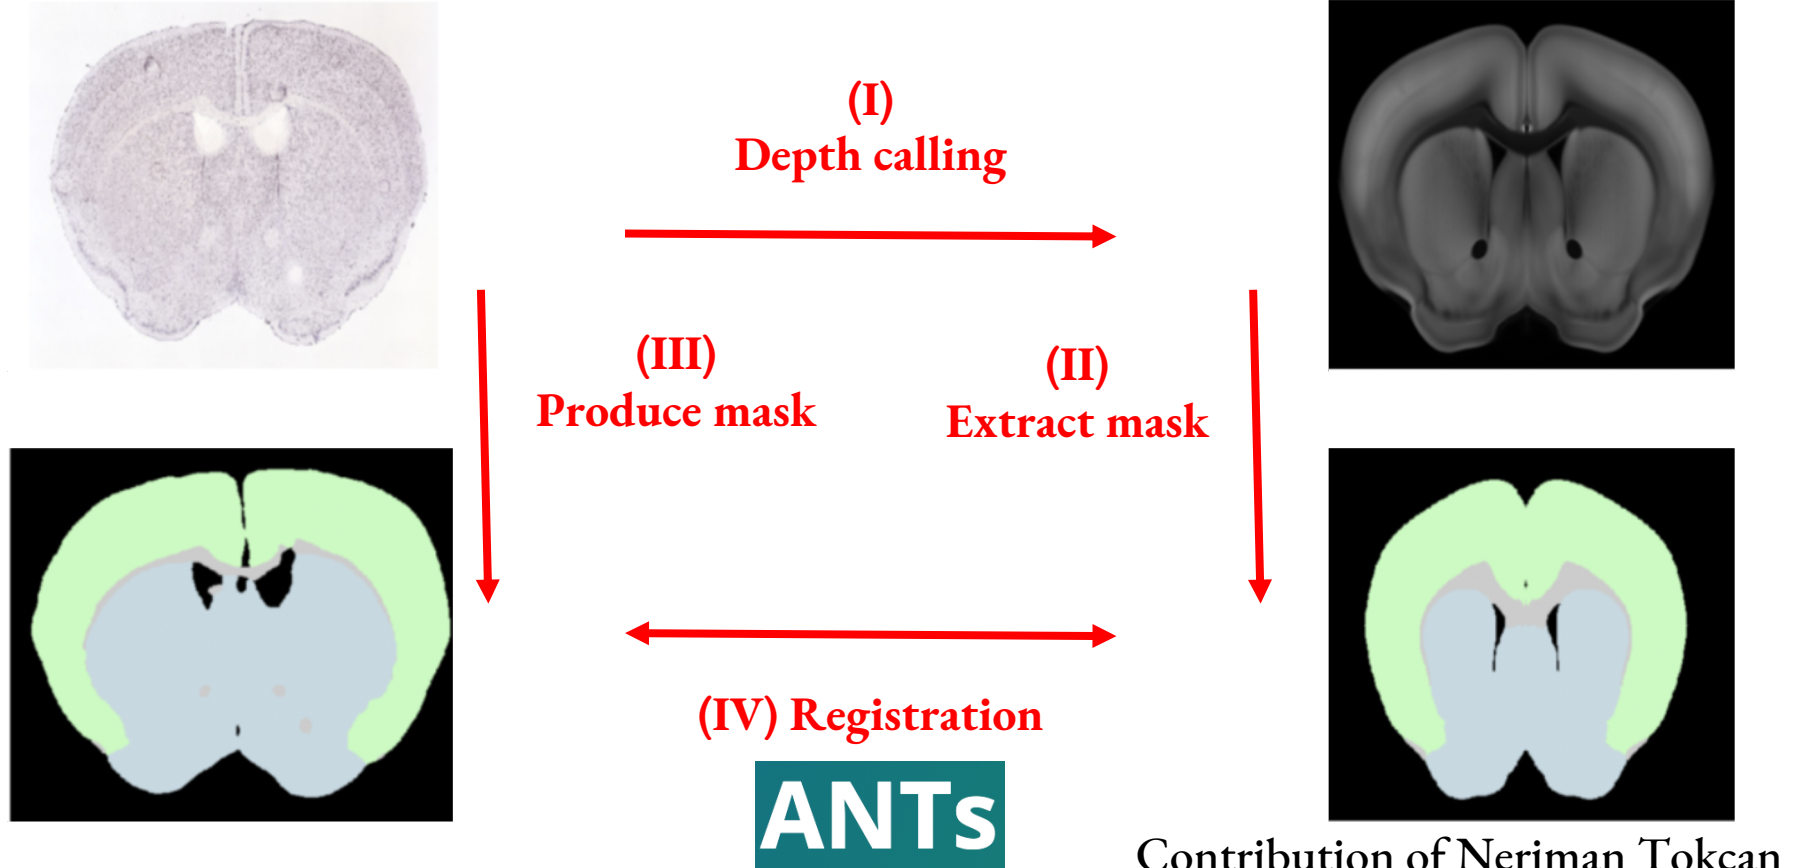 (I)
Depth calling
(III)
Produce mask
(II)
Extract mask
(IV) Registration
ANTs
Contribution of Neriman Tokcan